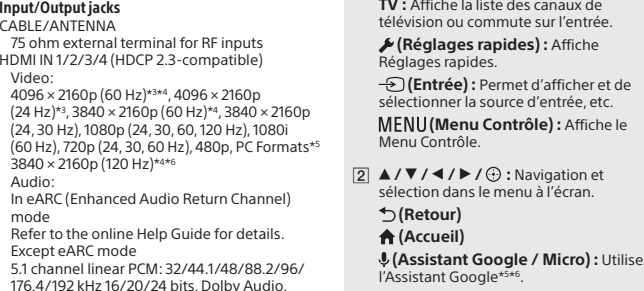 Input/Output jacks
CABLE/ANTENNA
75 ohm external terminal for RF inputs
HDMI IN 1/2/3/4 (HDCP 2.3-compatible)
Video:
4096 × 2160p (60 Hz)*3*4, 4096 × 2160p
(24 Hz)*3, 3840 × 2160p (60 Hz)*4, 3840 × 2160p
(24, 30 Hz), 1080p (24, 30, 60, 120 Hz), 1080i
(60 Hz), 720p (24, 30, 60 Hz), 480p, PC Formats*5
3840 × 2160p (120 Hz)*4*6
Audio:
In eARC (Enhanced Audio Return Channel)
mode
Refer to the online Help Guide for details.
Except eARC mode
5.1 channel linear PCM: 32/44.1/48/88.2/96/
176.4/192 kHz 16/20/24 bits, Dolby Audio,
TV : Affiche la liste des canaux de
télévision ou commute sur l'entrée.
(Réglages rapides) : Affiche
Réglages rapides.
(Entrée) : Permet d'afficher et de
sélectionner la source d'entrée, etc.
MENU(Menu Contrôle) : Affiche le
Menu Contrôle.
2 ▲ / ▼ / ◄ / ► / ⊕ : Navigation et
sélection dans le menu à l'écran.
(Retour)
(Accueil)
(Assistant Google / Micro) : Utilise
l'Assistant Google*5*6.